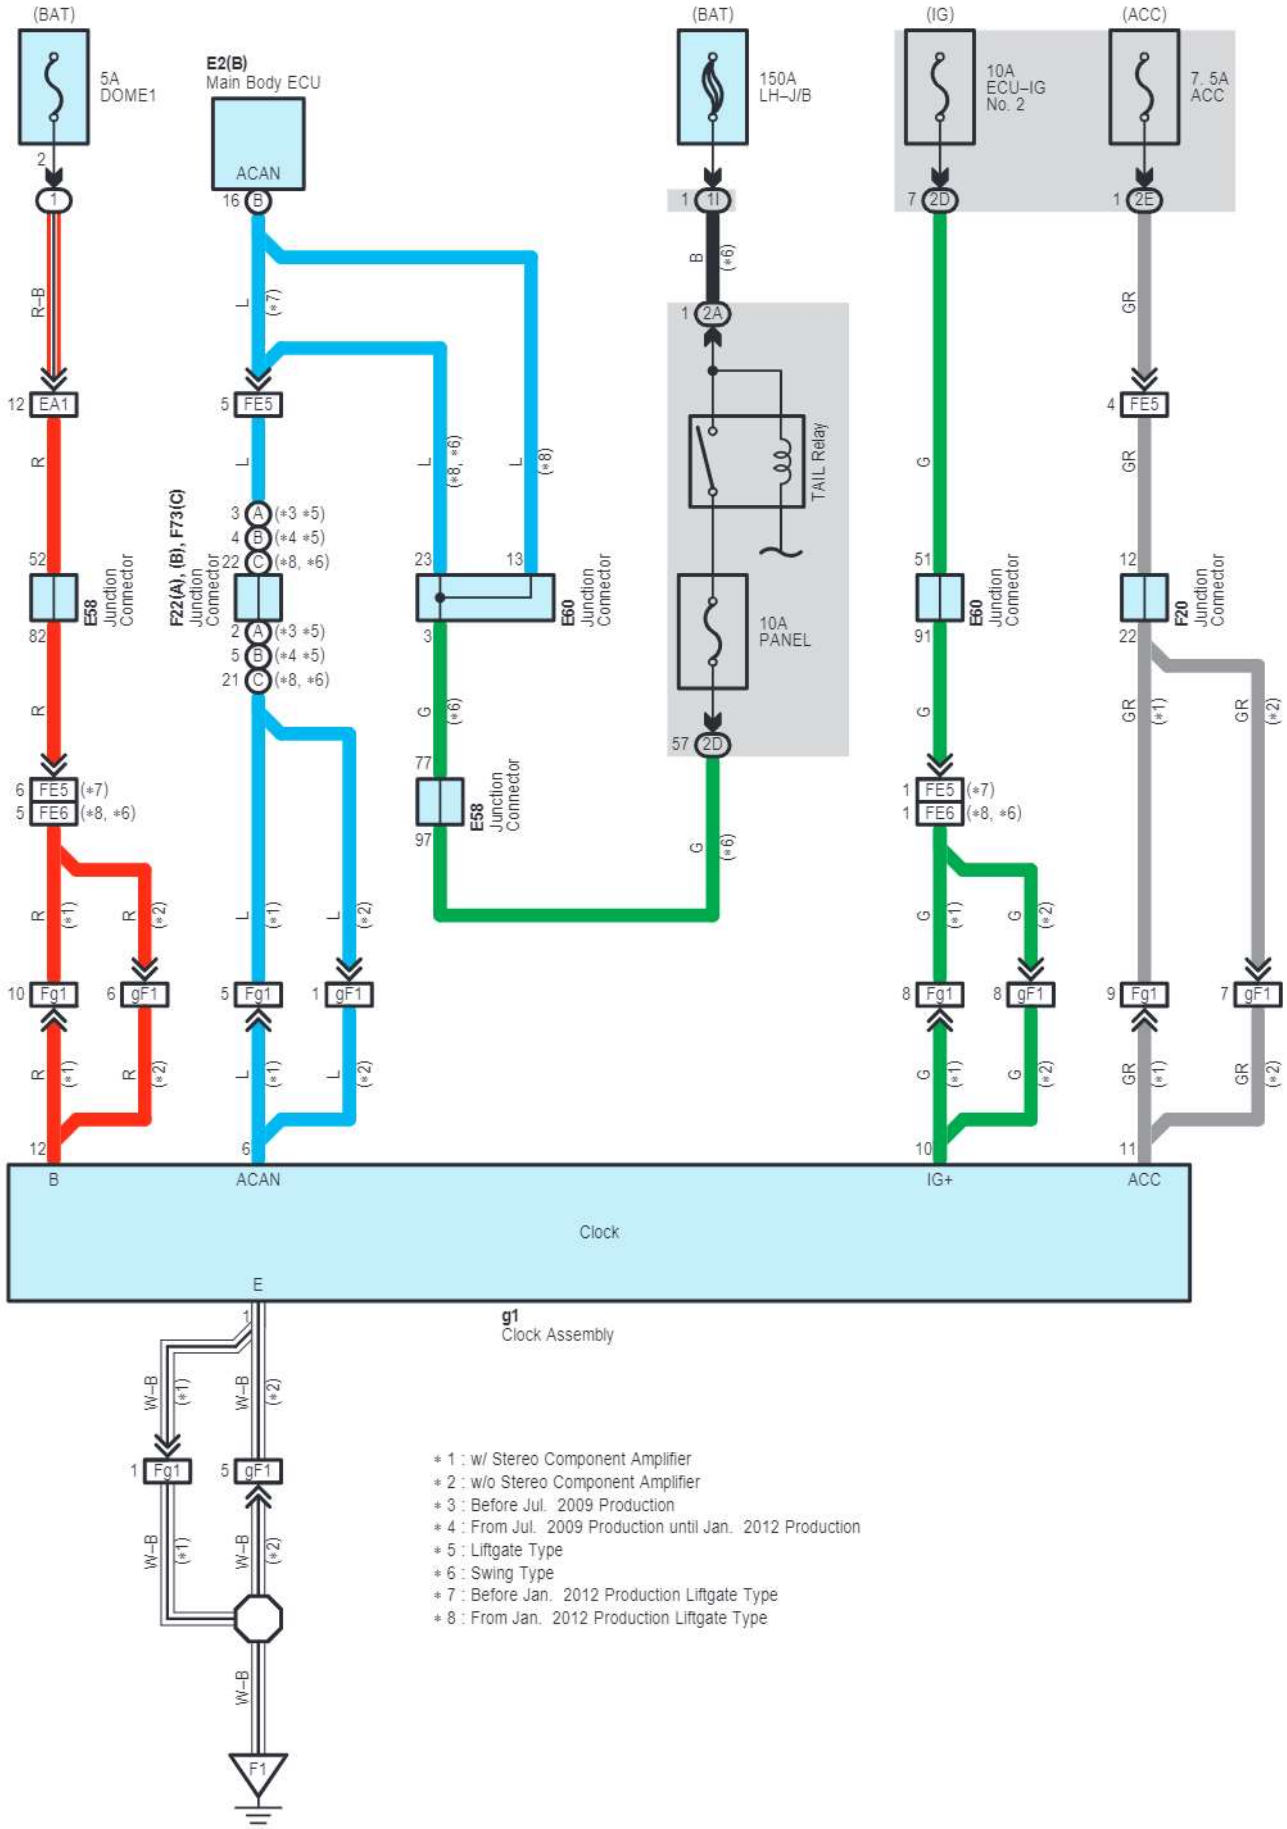 (BAT)
(BAT)
(IG)
(ACC)
5A
DOME1
E2(B)
Main Body ECU
150A
LH–J/B
10A
ECU–IG
No. 2
7. 5A
ACC
2
ACAN
1
16 B
1 1I
7 2D
1 2E
R–B
L
(∗7)
B
(∗6)
GR
1 2A
12 EA1
5 FE5
4 FE5
R
L
L
(∗8, ∗6)
L
(∗8)
TAIL Relay
G
GR
3 A (∗3 ∗5)
4 B (∗4 ∗5)
22 C (∗8, ∗6)
52
23
13
51
12
E58
Junction
Connector
F22(A), (B), F73(C)
Junction
Connector
E60
Junction
Connector
10A
PANEL
E60
Junction
Connector
F20
Junction
Connector
82
2 A (∗3 ∗5)
5 B (∗4 ∗5)
21 C (∗8, ∗6)
3
91
22
R
G
(∗6)
G
GR
(∗1)
GR
(∗2)
57 2D
77
6 FE5 (∗7)
5 FE6 (∗8, ∗6)
E58
Junction
Connector
97
1 FE5 (∗7)
1 FE6 (∗8, ∗6)
G
(∗6)
R
(∗1)
R
(∗2)
L
(∗1)
L
(∗2)
G
(∗1)
G
(∗2)
10 Fg1
6 gF1
5 Fg1
1 gF1
8 Fg1
8 gF1
9 Fg1
7 gF1
R
(∗1)
R
(∗2)
L
(∗1)
L
(∗2)
G
(∗1)
G
(∗2)
GR
(∗1)
GR
(∗2)
12
6
10
11
B
ACAN
IG+
ACC
Clock
E
1
g1
Clock Assembly
W–B
(∗1)
W–B
(∗2)
1 Fg1
5 gF1
W–B
(∗1)
W–B
(∗2)
∗ 1 : w/ Stereo Component Amplifier
∗ 2 : w/o Stereo Component Amplifier
∗ 3 : Before Jul. 2009 Production
∗ 4 : From Jul. 2009 Production until Jan. 2012 Production
∗ 5 : Liftgate Type
∗ 6 : Swing Type
∗ 7 : Before Jan. 2012 Production Liftgate Type
∗ 8 : From Jan. 2012 Production Liftgate Type
W–B
F1